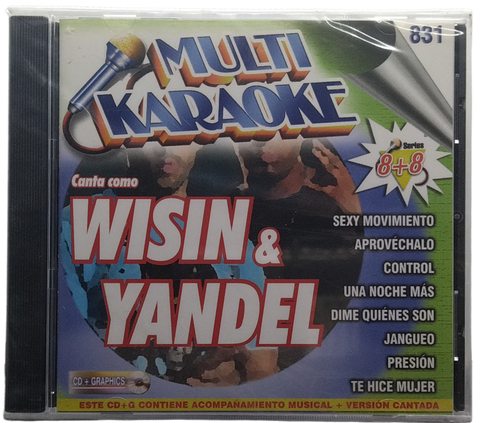 831
MULTI
KARAOKE
Series
8+8
Canta como
WISIN &
YANDEL
SEXY MOVIMIENTO
APROVÉCHALO
CONTROL
UNA NOCHE MÁS
DIME QUIÉNES SON
JANGUEO
PRESIÓN
TE HICE MUJER
CD + GRAPHICS
ESTE CD+G CONTIENE ACOMPAÑAMIENTO MUSICAL + VERSIÓN CANTADA